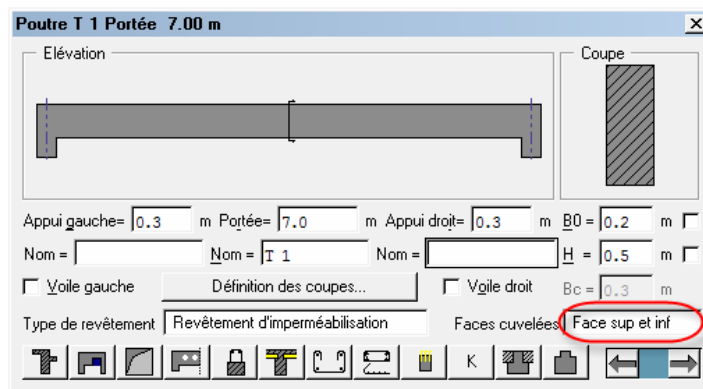 Poutre T 1 Portée 7.00 m
Elévation
Coupe
Appui gauche= 0.3 m Portée= 7.0 m Appui droit= 0.3 m B0 = 0.2 m
Nom = Nom = T 1 Nom = H = 0.5 m
Voile gauche Définition des coupes... Voile droit Bc = 0.3 m
Type de revêtement Revêtement d'imperméabilisation Faces cuvelées Face sup et inf
K